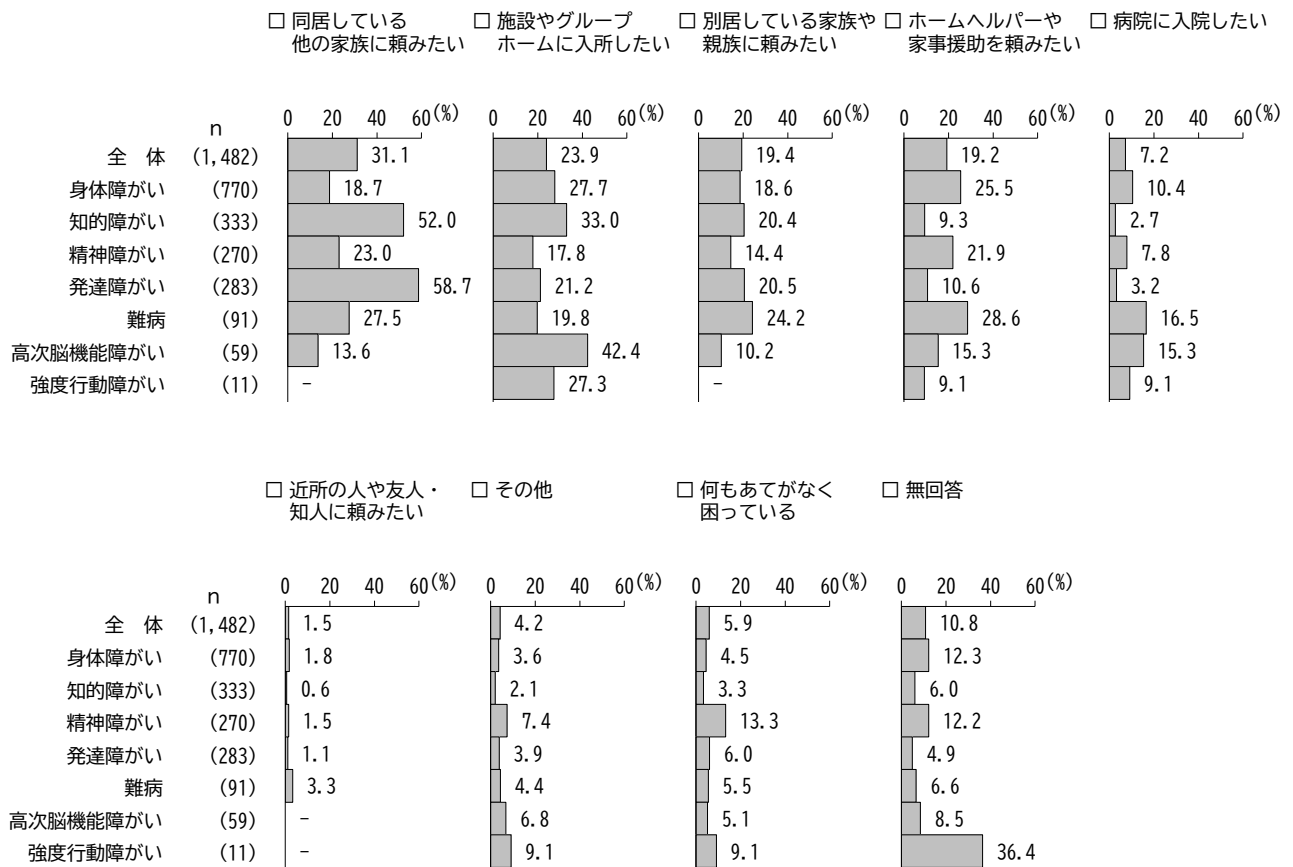 □ 同居している 他の家族に頼みたい
□ 施設やグループ ホームに入所したい
□ 別居している家族や 親族に頼みたい
□ ホームヘルパーや 家事援助を頼みたい
□ 病院に入院したい
0 20 40 60(%) 0 20 40 60(%) 0 20 40 60(%) 0 20 40 60(%) 0 20 40 60(%)
n
全 体 (1,482) 31.1 23.9 19.4 19.2 7.2
身体障がい (770) 18.7 27.7 18.6 25.5 10.4
知的障がい (333) 52.0 33.0 20.4 9.3 2.7
精神障がい (270) 23.0 17.8 14.4 21.9 7.8
発達障がい (283) 58.7 21.2 20.5 10.6 3.2
難病 (91) 27.5 19.8 24.2 28.6 16.5
高次脳機能障がい (59) 13.6 42.4 10.2 15.3 15.3
強度行動障がい (11) - 27.3 - 9.1 9.1
□ 近所の人や友人・ 知人に頼みたい
□ その他
□ 何もあてがなく 困っている
□ 無回答
0 20 40 60(%) 0 20 40 60(%) 0 20 40 60(%) 0 20 40 60(%)
n
全 体 (1,482) 1.5 4.2 5.9 10.8
身体障がい (770) 1.8 3.6 4.5 12.3
知的障がい (333) 0.6 2.1 3.3 6.0
精神障がい (270) 1.5 7.4 13.3 12.2
発達障がい (283) 1.1 3.9 6.0 4.9
難病 (91) 3.3 4.4 5.5 6.6
高次脳機能障がい (59) - 6.8 5.1 8.5
強度行動障がい (11) - 9.1 9.1 36.4